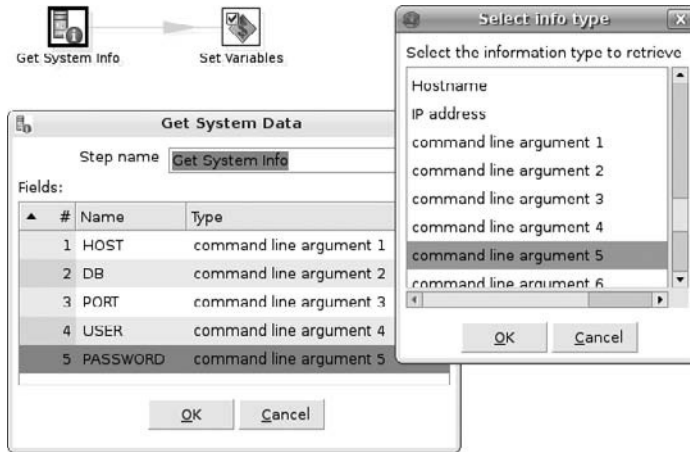 Get System Info
Set Variables
Select info type
X
Select the information type to retrieve
Hostname
IP address
command line argument 1
command line argument 2
command line argument 3
command line argument 4
command line argument 5
command line argument 6
OK
Cancel
Get System Data
Step name
Get System Info
Fields:
# Name Type
1 HOST command line argument 1
2 DB command line argument 2
3 PORT command line argument 3
4 USER command line argument 4
5 PASSWORD command line argument 5
OK
Cancel